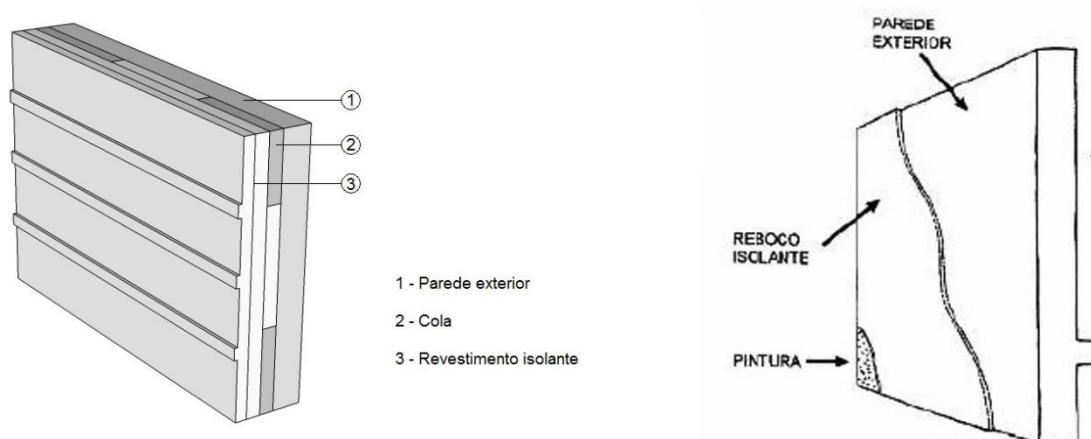 1
2
3
1 - Parede exterior
2 - Cola
3 - Revestimento isolante
PAREDE
EXTERIOR
REBOCO
ISOLANTE
PINTURA